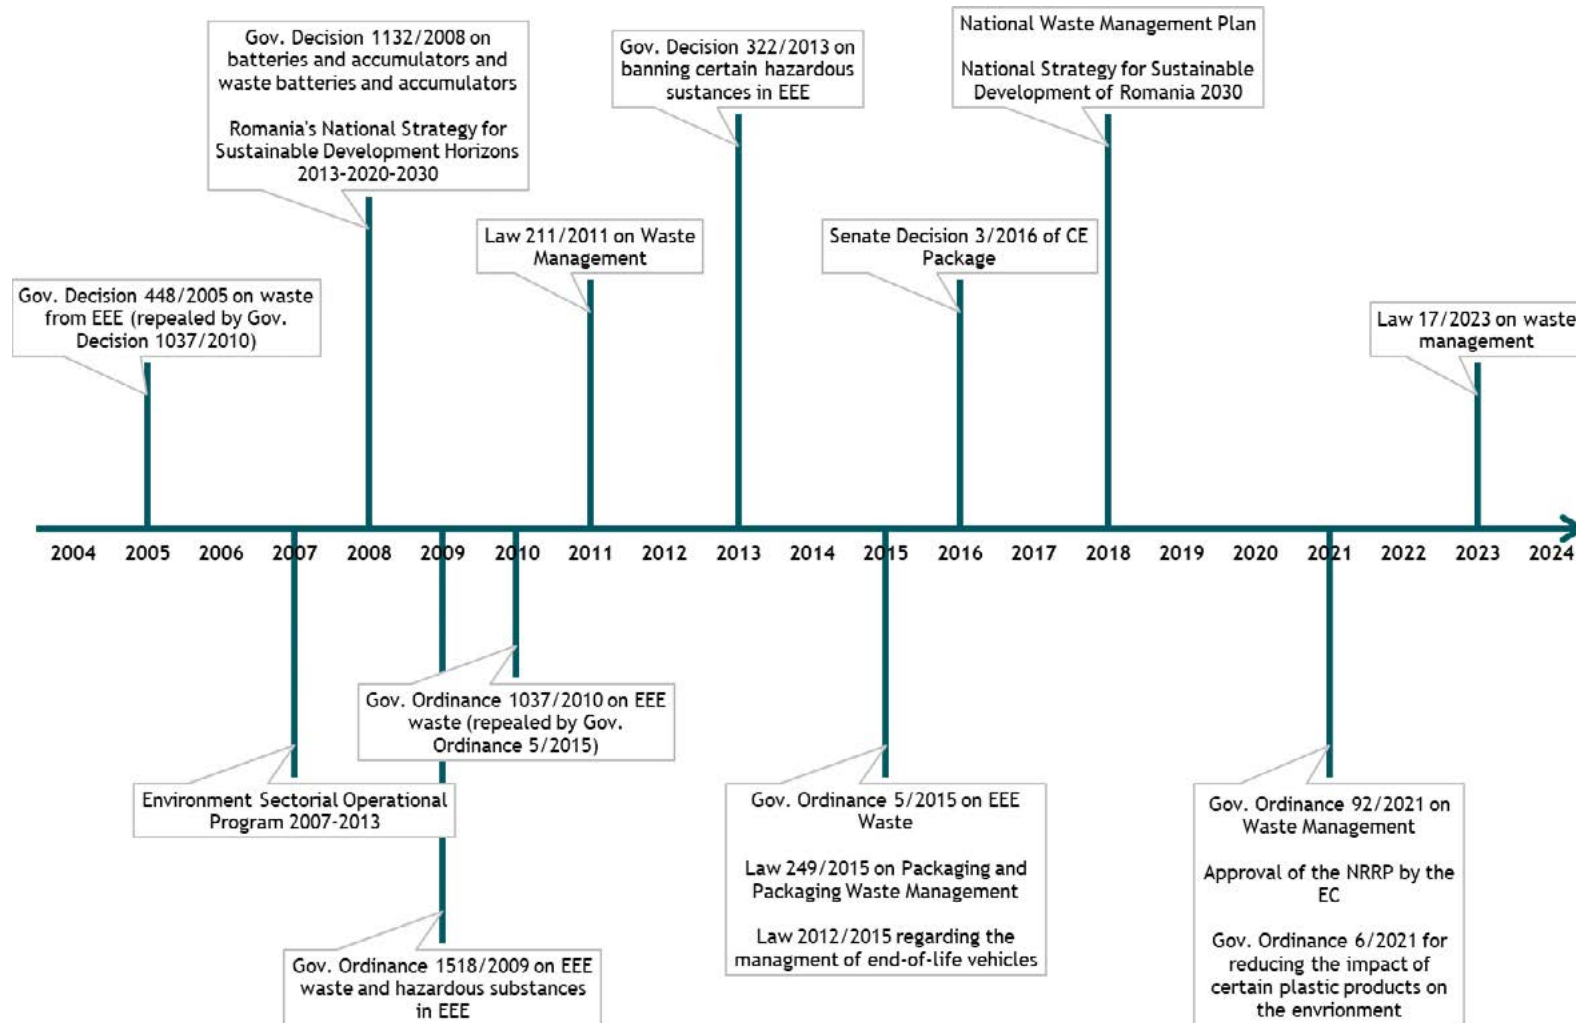 Gov. Decision 1132/2008 on
batteries and accumulators and
waste batteries and accumulators
Romania's National Strategy for
Sustainable Development Horizons
2013-2020-2030
Gov. Decision 322/2013 on
banning certain hazardous
sustances in EEE
National Waste Management Plan
National Strategy for Sustainable
Development of Romania 2030
Law 211/2011 on Waste
Management
Senate Decision 3/2016 of CE
Package
Gov. Decision 448/2005 on waste
from EEE (repealed by Gov.
Decision 1037/2010)
Law 17/2023 on waste
management
2004 2005 2006 2007 2008 2009 2010 2011 2012 2013 2014 2015 2016 2017 2018 2019 2020 2021 2022 2023 2024
Gov. Ordinance 1037/2010 on EEE
waste (repealed by Gov.
Ordinance 5/2015)
Environment Sectorial Operational
Program 2007-2013
Gov. Ordinance 1518/2009 on EEE
waste and hazardous substances
in EEE
Gov. Ordinance 5/2015 on EEE
Waste
Law 249/2015 on Packaging and
Packaging Waste Management
Law 2012/2015 regarding the
managment of end-of-life vehicles
Gov. Ordinance 92/2021 on
Waste Management
Approval of the NRRP by the
EC
Gov. Ordinance 6/2021 for
reducing the impact of
certain plastic products on
the envrionment